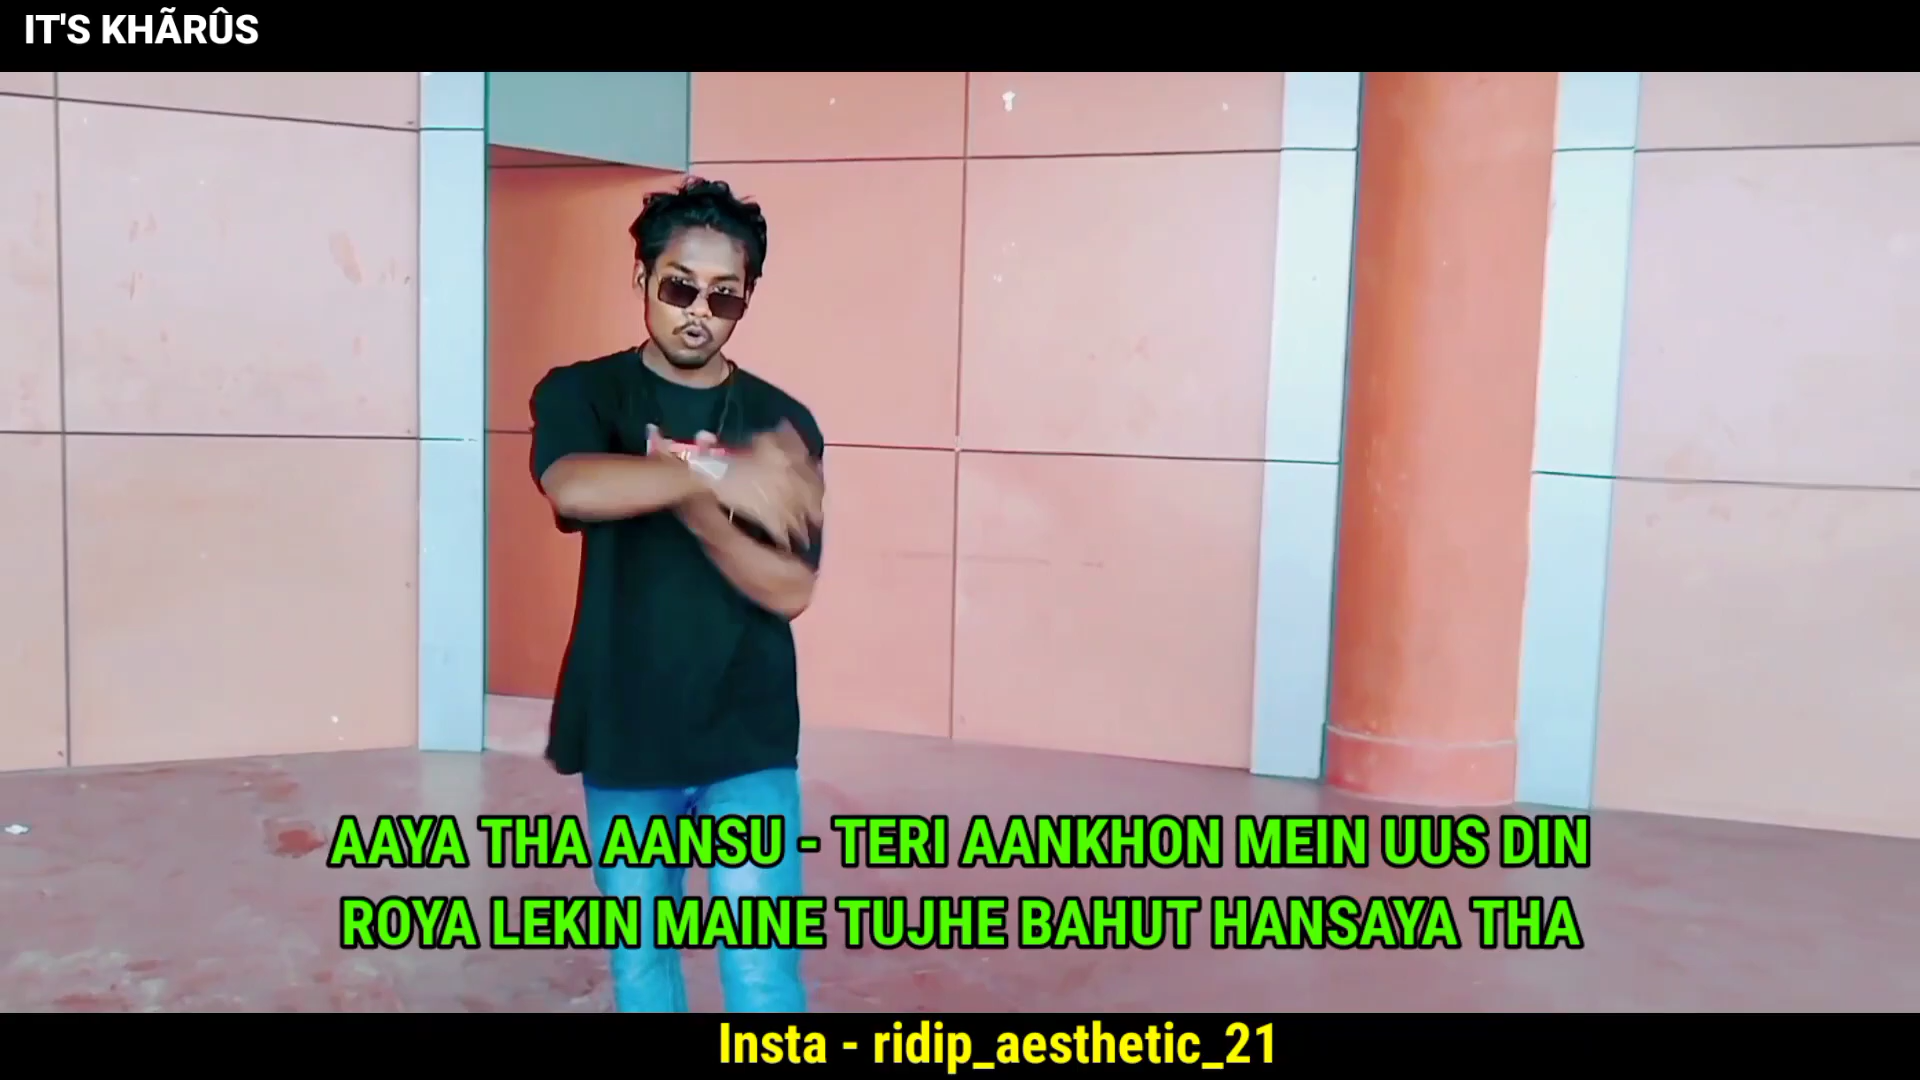 IT'S KHÃRÛS
AAYA THA AANSU - TERI AANKHON MEIN UUS DIN
ROYA LEKIN MAINE TUJHE BAHUT HANSAYA THA
Insta - ridip_aesthetic_21